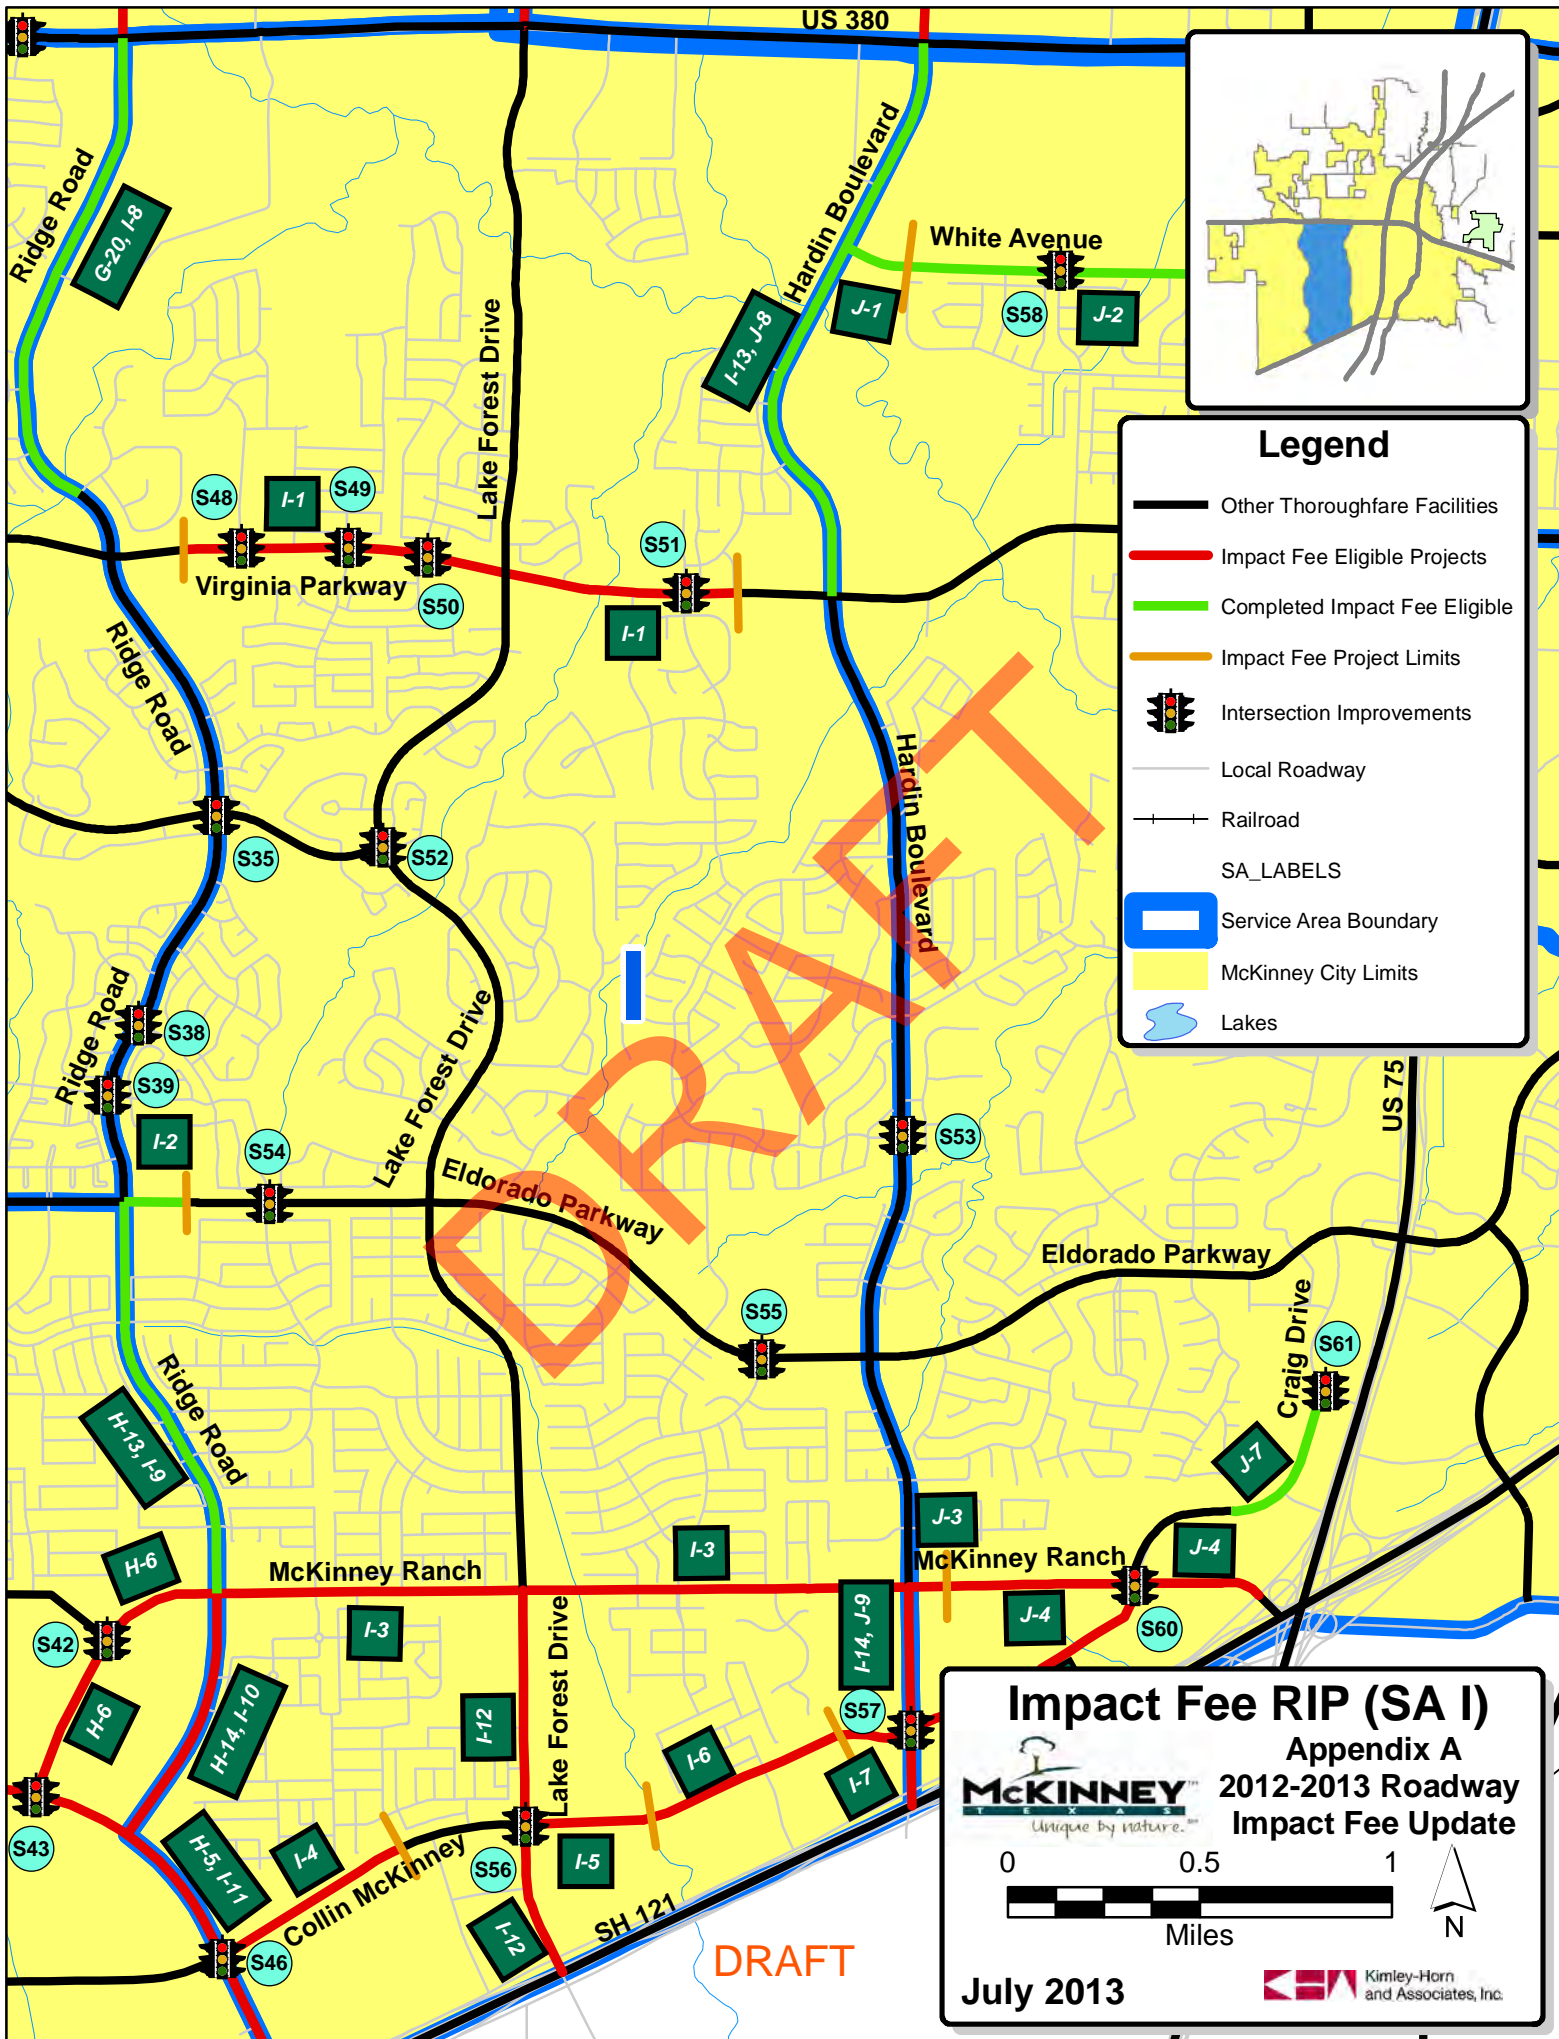 US 380
Ridge Road
G-20, I-8
Hardin Boulevard
White Avenue
J-1
S58
J-2
I-13, J-8
Lake Forest Drive
Legend
Other Thoroughfare Facilities
Impact Fee Eligible Projects
Completed Impact Fee Eligible
Impact Fee Project Limits
Intersection Improvements
Local Roadway
Railroad
SA_LABELS
Service Area Boundary
McKinney City Limits
Lakes
S48
I-1
S49
S50
S51
Virginia Parkway
I-1
Ridge Road
Hardin Boulevard
S35
S52
I
DRAFT
Ridge Road
S38
S39
Lake Forest Drive
US 75
I-2
S54
S53
Eldorado Parkway
Eldorado Parkway
S55
Craig Drive
S61
Ridge Road
H-13, I-9
J-7
J-3
H-6
McKinney Ranch
I-3
McKinney Ranch
J-4
I-3
I-14, J-9
J-4
S42
S60
H-6
H-14, I-10
I-12
Lake Forest Drive
S57
I-6
I-7
S43
H-5, I-11
I-4
Collin McKinney
S56
I-5
I-12
SH 121
S46
DRAFT
Impact Fee RIP (SA I)
Appendix A
2012-2013 Roadway
Impact Fee Update
McKINNEY
TEXAS
Unique by nature.
0 0.5 1
Miles
N
July 2013
Kimley-Horn
and Associates, Inc.